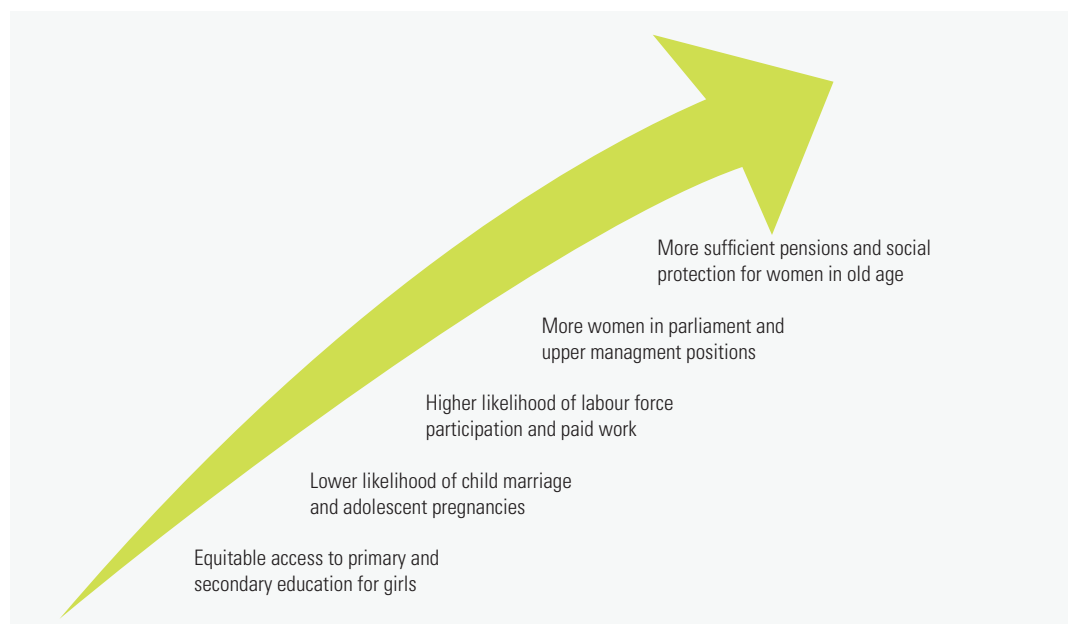 More sufficient pensions and social
protection for women in old age
More women in parliament and
upper managment positions
Higher likelihood of labour force
participation and paid work
Lower likelihood of child marriage
and adolescent pregnancies
Equitable access to primary and
secondary education for girls